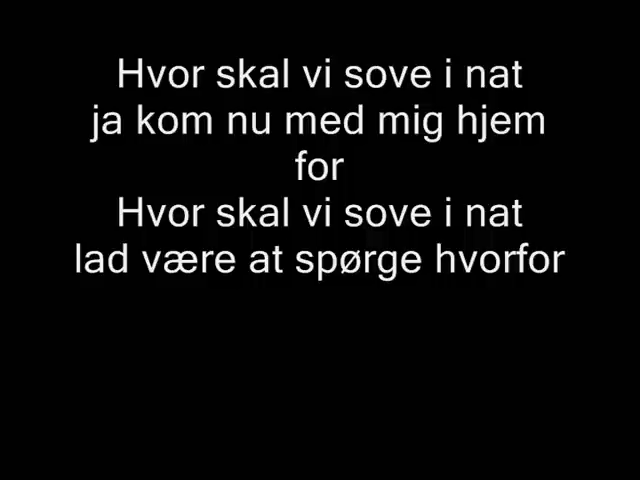 Hvor skal vi sove i nat
ja kom nu med mig hjem
for
Hvor skal vi sove i nat
lad være at spørge hvorfor